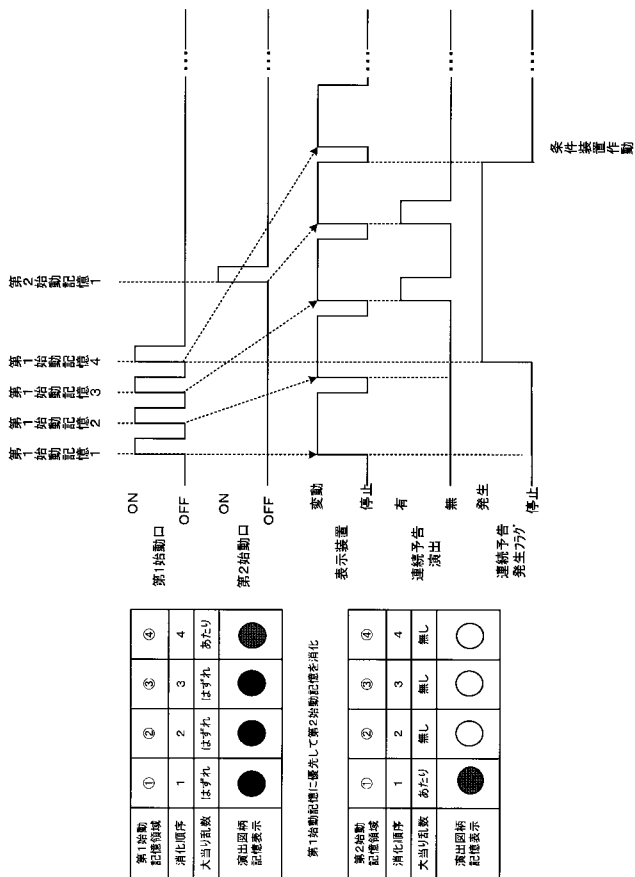 第1始動記憶1
第1始動記憶2
第1始動記憶3
第1始動記憶4
第2始動記憶1
第1始動口
ON
OFF
第2始動口
ON
OFF
表示装置
変動
停止
連続予告
演出
有
無
連続予告
発生フラグ
発生
停止
条件装置作動
第1始動
記憶領域
① ② ③ ④
消化順序
1 2 3 4
大当り乱数
はずれ はずれ はずれ あたり
演出図柄
記憶表示
第1始動記憶に優先して第2始動記憶を消化
第2始動
記憶領域
① ② ③ ④
消化順序
1 2 3 4
大当り乱数
あたり 無し 無し 無し
演出図柄
記憶表示